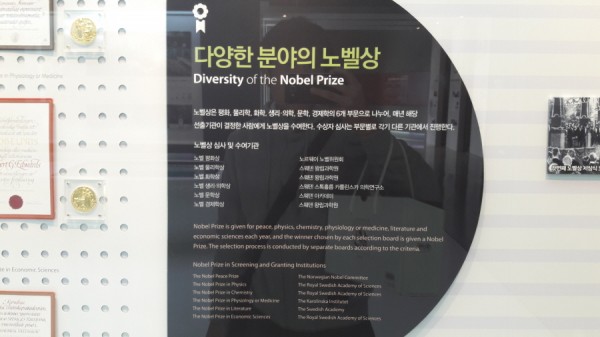 다양한 분야의 노벨상
Diversity of the Nobel Prize
노벨상은 평화, 물리학, 화학, 생리·의학, 문학, 경제학의 6개 부문으로 나누어, 매년 해당
선출기관이 결정한 사람에게 노벨상을 수여한다. 수상자 심사는 부문별로 각기 다른 기관에서 진행한다.
노벨상 심사 및 수여기관
노벨 평화상 노르웨이 노벨위원회
노벨 물리학상 스웨덴 왕립과학원
노벨 화학상 스웨덴 왕립과학원
노벨 생리·의학상 스웨덴 스톡홀름 카롤린스카 의학연구소
노벨 문학상 스웨덴 아카데미
노벨 경제학상 스웨덴 왕립과학원
Nobel Prize is given for peace, physics, chemistry, physiology or medicine, literature and
economic sciences each year, and the winner chosen by each selection board is given a Nobel
Prize. The selection process is conducted by separate boards according to the criteria.
Nobel Prize in Screening and Granting Institutions
The Nobel Peace Prize The Norwegian Nobel Committee
The Nobel Prize in Physics The Royal Swedish Academy of Sciences
The Nobel Prize in Chemistry The Royal Swedish Academy of Sciences
The Nobel Prize in Physiology or Medicine The Karolinska Institutet
The Nobel Prize in Literature The Swedish Academy
The Nobel Prize in Economic Sciences The Royal Swedish Academy of Sciences
in Physiology or Medicine
e in Economic Sciences
노벨상 시상식